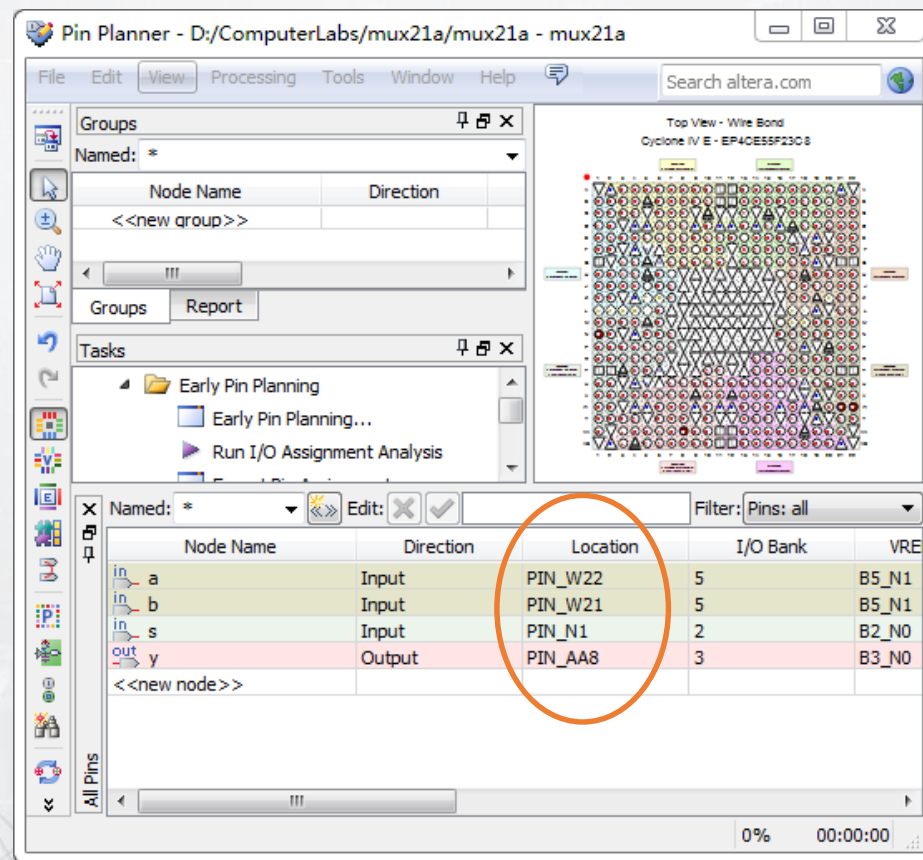 Pin Planner - D:/ComputerLabs/mux21a/mux21a - mux21a
File Edit View Processing Tools Window Help Search altera.com
Groups
Named: *
Node Name Direction
<<new group>>
Groups Report
Top View - Wire Bond
Cyclone IV E - EP4CE55F23C8
Tasks
Early Pin Planning
Early Pin Planning...
Run I/O Assignment Analysis
Named: * Edit: Filter: Pins: all
Node Name Direction Location I/O Bank VRE
in a Input PIN_W22 5 B5_N1
in b Input PIN_W21 5 B5_N1
in s Input PIN_N1 2 B2_N0
out y Output PIN_AA8 3 B3_N0
<<new node>>
All Pins
0% 00:00:00